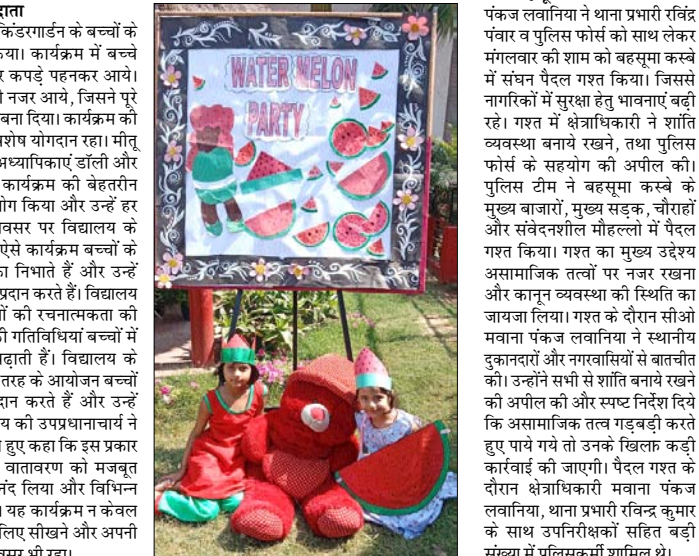 दाता
किंडरगार्डन के बच्चों के
कया। कार्यक्रम में बच्चे
र कपड़े पहनकर आये।
ो नजर आये, जिसने पूरे
बना दिया। कार्यक्रम की
शेष योगदान रहा। मीतू
अध्यापिकाएं डॉली और
कार्यक्रम की बेहतरीन
ोग किया और उन्हें हर
वसर पर विद्यालय के
ऐसे कार्यक्रम बच्चों के
का निभाते हैं और उन्हें
प्रदान करते हैं। विद्यालय
ों की रचनात्मकता की
ी गतिविधियां बच्चों में
ढ़ाती हैं। विद्यालय के
तरह के आयोजन बच्चों
दान करते हैं और उन्हें
य की उपप्रधानाचार्य ने
हुए कहा कि इस प्रकार
वातावरण को मजबूत
नंद लिया और विभिन्न
। यह कार्यक्रम न केवल
लिए सीखने और अपनी
वसर भी रहा।
WATER MELON
PARTY
पंकज लवानिया ने थाना प्रभारी रविंद्र
पंवार व पुलिस फोर्स को साथ लेकर
मंगलवार की शाम को बहसूमा कस्बे
में संघन पैदल गश्त किया। जिससे
नागरिकों में सुरक्षा हेतु भावनाएं बढ़ी
रहे। गश्त में क्षेत्राधिकारी ने शांति
व्यवस्था बनाये रखने, तथा पुलिस
फोर्स के सहयोग की अपील की।
पुलिस टीम ने बहसूमा कस्बे के
मुख्य बाजारों, मुख्य सड़क, चौराहों
और संवेदनशील मौहल्लो में पैदल
गश्त किया। गश्त का मुख्य उद्देश्य
असामाजिक तत्वों पर नजर रखना
और कानून व्यवस्था की स्थिति का
जायजा लिया। गश्त के दौरान सीओ
मवाना पंकज लवानिया ने स्थानीय
दुकानदारों और नगरवासियों से बातचीत
की। उन्होंने सभी से शांति बनाये रखने
की अपील की और स्पष्ट निर्देश दिये
कि असामाजिक तत्व गड़बड़ी करते
हुए पाये गये तो उनके खिलाफ कड़ी
कार्रवाई की जाएगी। पैदल गश्त के
दौरान क्षेत्राधिकारी मवाना पंकज
लवानिया, थाना प्रभारी रविन्द्र कुमार
के साथ उपनिरीक्षकों सहित बड़ी
संख्या में पुलिसकर्मी शामिल थे।